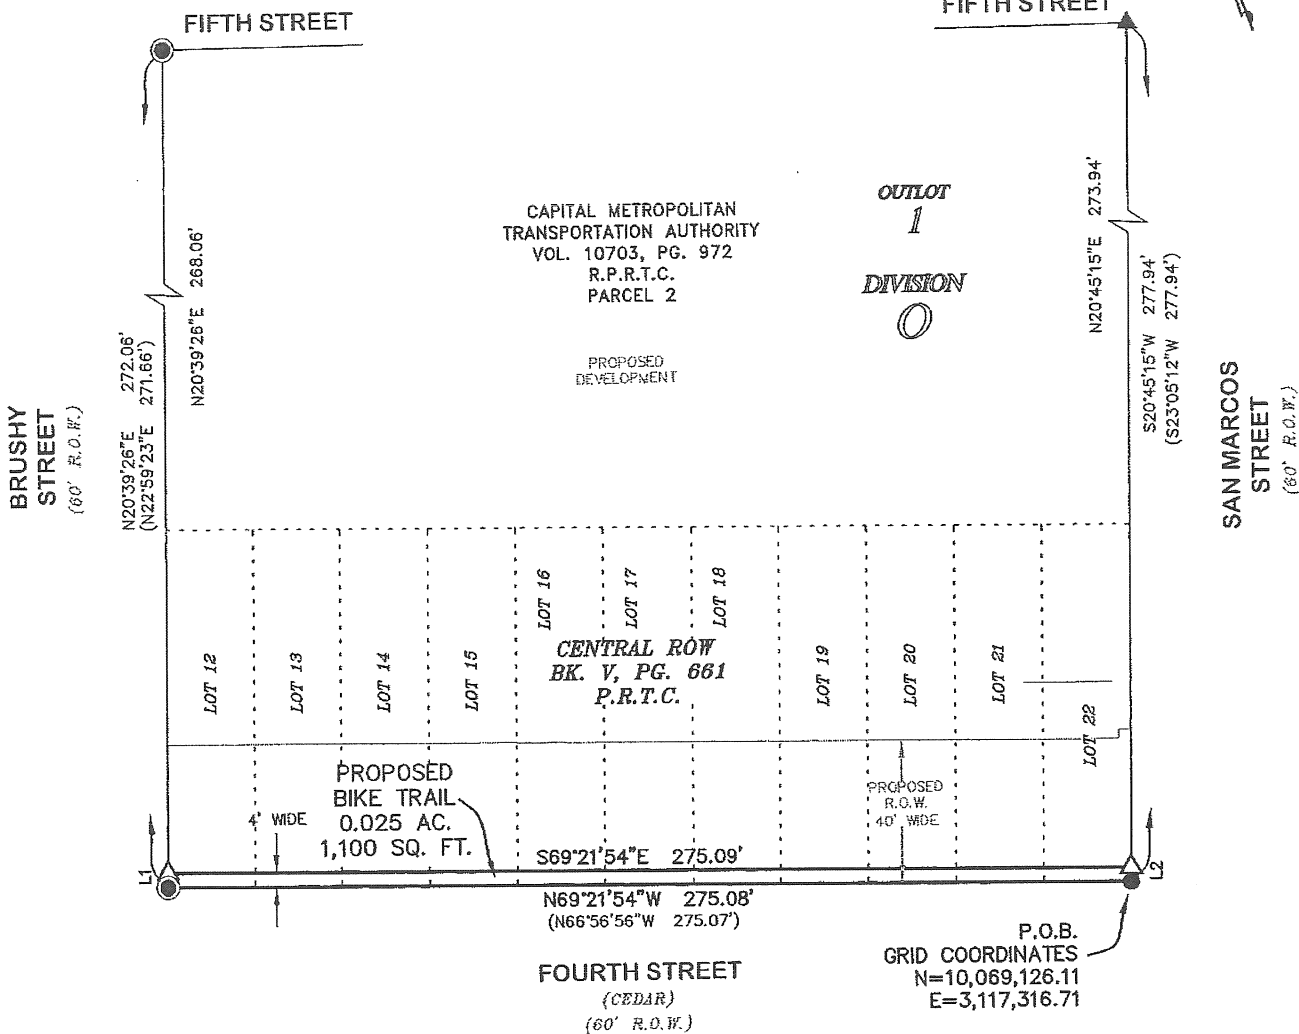 FIFTH STREET
FIFTH STREET
CAPITAL METROPOLITAN
TRANSPORTATION AUTHORITY
VOL. 10703, PG. 972
R.P.R.T.C.
PARCEL 2
OUTLOT
1
DIVISION
O
PROPOSED
DEVELOPMENT
BRUSHY
STREET
(60' R.O.W.)
N20°39'26"E 272.06'
(N22°59'23"E 271.66')
N20°39'26"E 268.06'
N20°45'15"E 273.94'
S20°45'15"W 277.94'
(S23°05'12"W 277.94')
SAN MARCOS
STREET
(60' R.O.W.)
LOT 12
LOT 13
LOT 14
LOT 15
LOT 16
LOT 17
LOT 18
LOT 19
LOT 20
LOT 21
LOT 22
CENTRAL ROW
BK. V, PG. 661
P.R.T.C.
PROPOSED
BIKE TRAIL
0.025 AC.
1,100 SQ. FT.
4' WIDE
PROPOSED
R.O.W.
40' WIDE
L1
L2
S69°21'54"E 275.09'
N69°21'54"W 275.08'
(N66°56'56"W 275.07')
FOURTH STREET
(CEDAR)
(60' R.O.W.)
P.O.B.
GRID COORDINATES
N=10,069,126.11
E=3,117,316.71